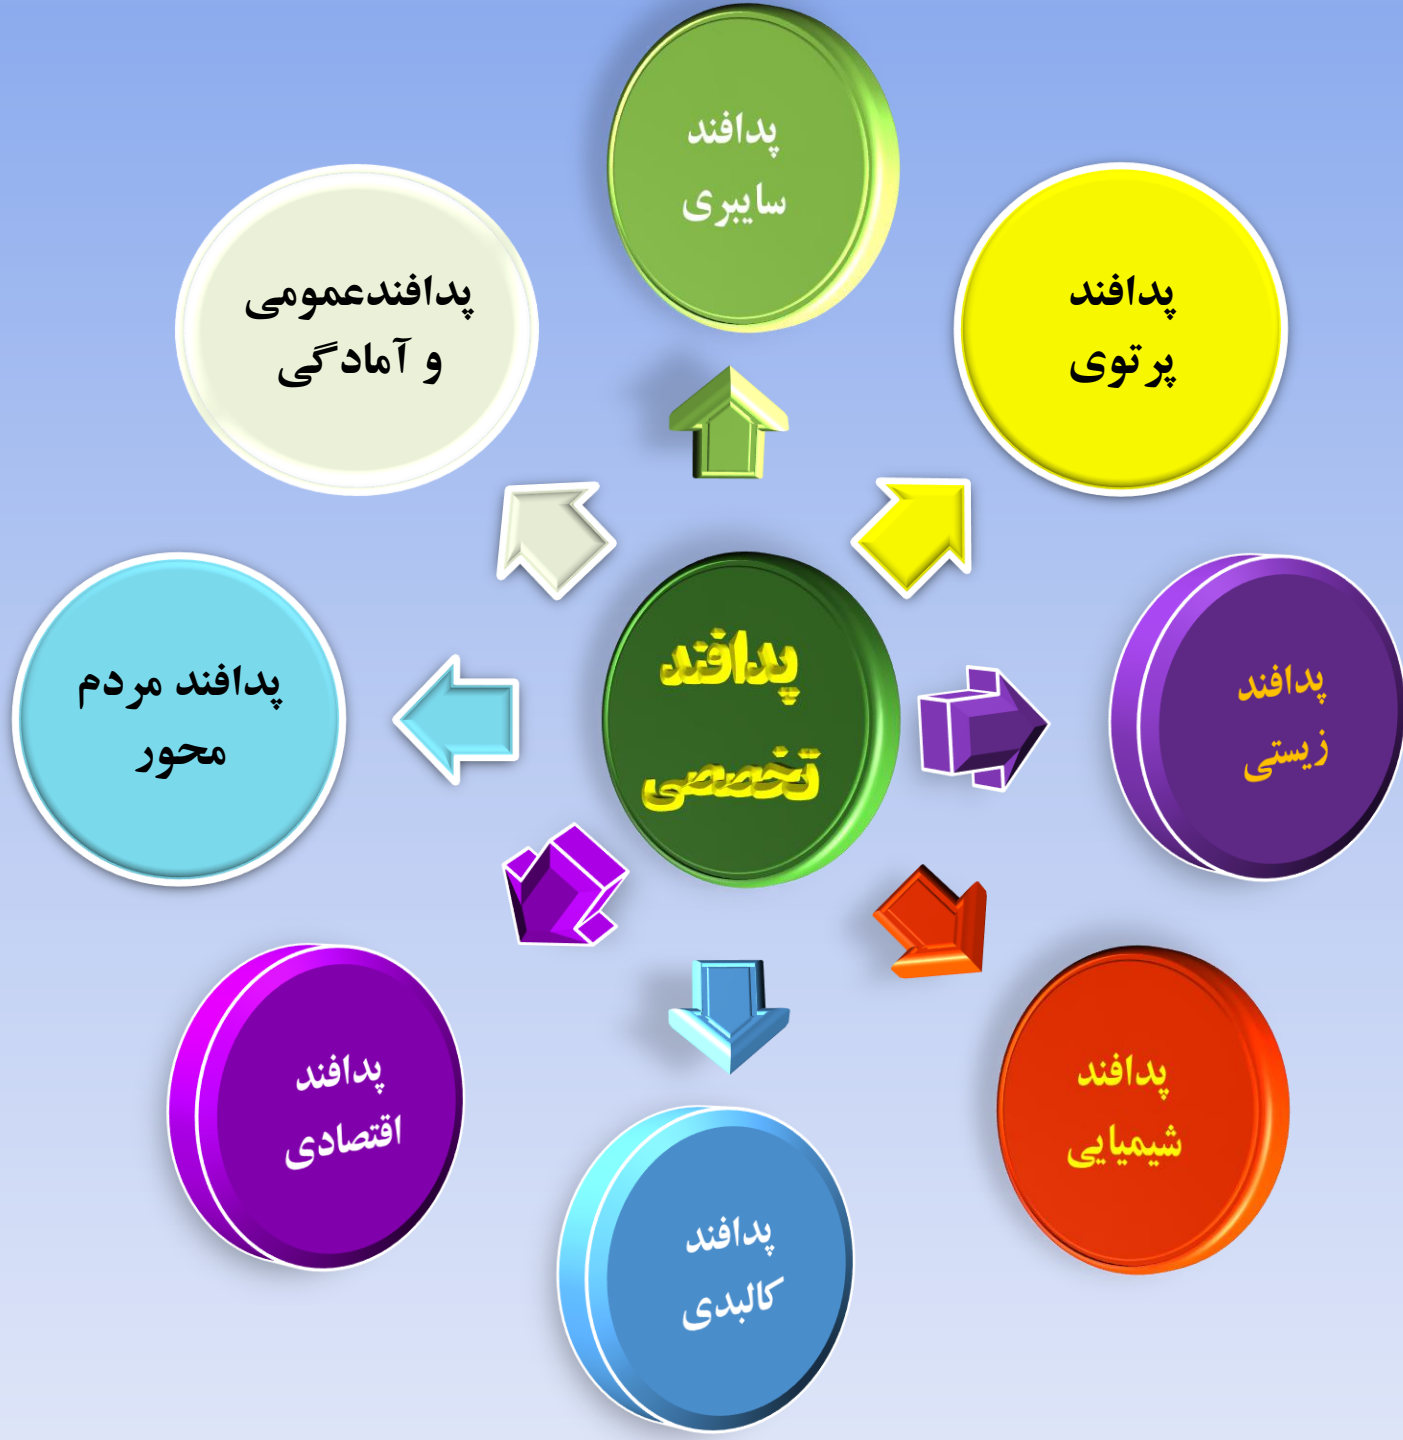 پدافند
سایبری
پدافند
پرتوی
پدافند
زیستی
پدافند
شیمیایی
پدافند
کالبدی
پدافند
اقتصادی
پدافند مردم
محور
پدافندعمومی
و آمادگی
پدافند
تخصصی